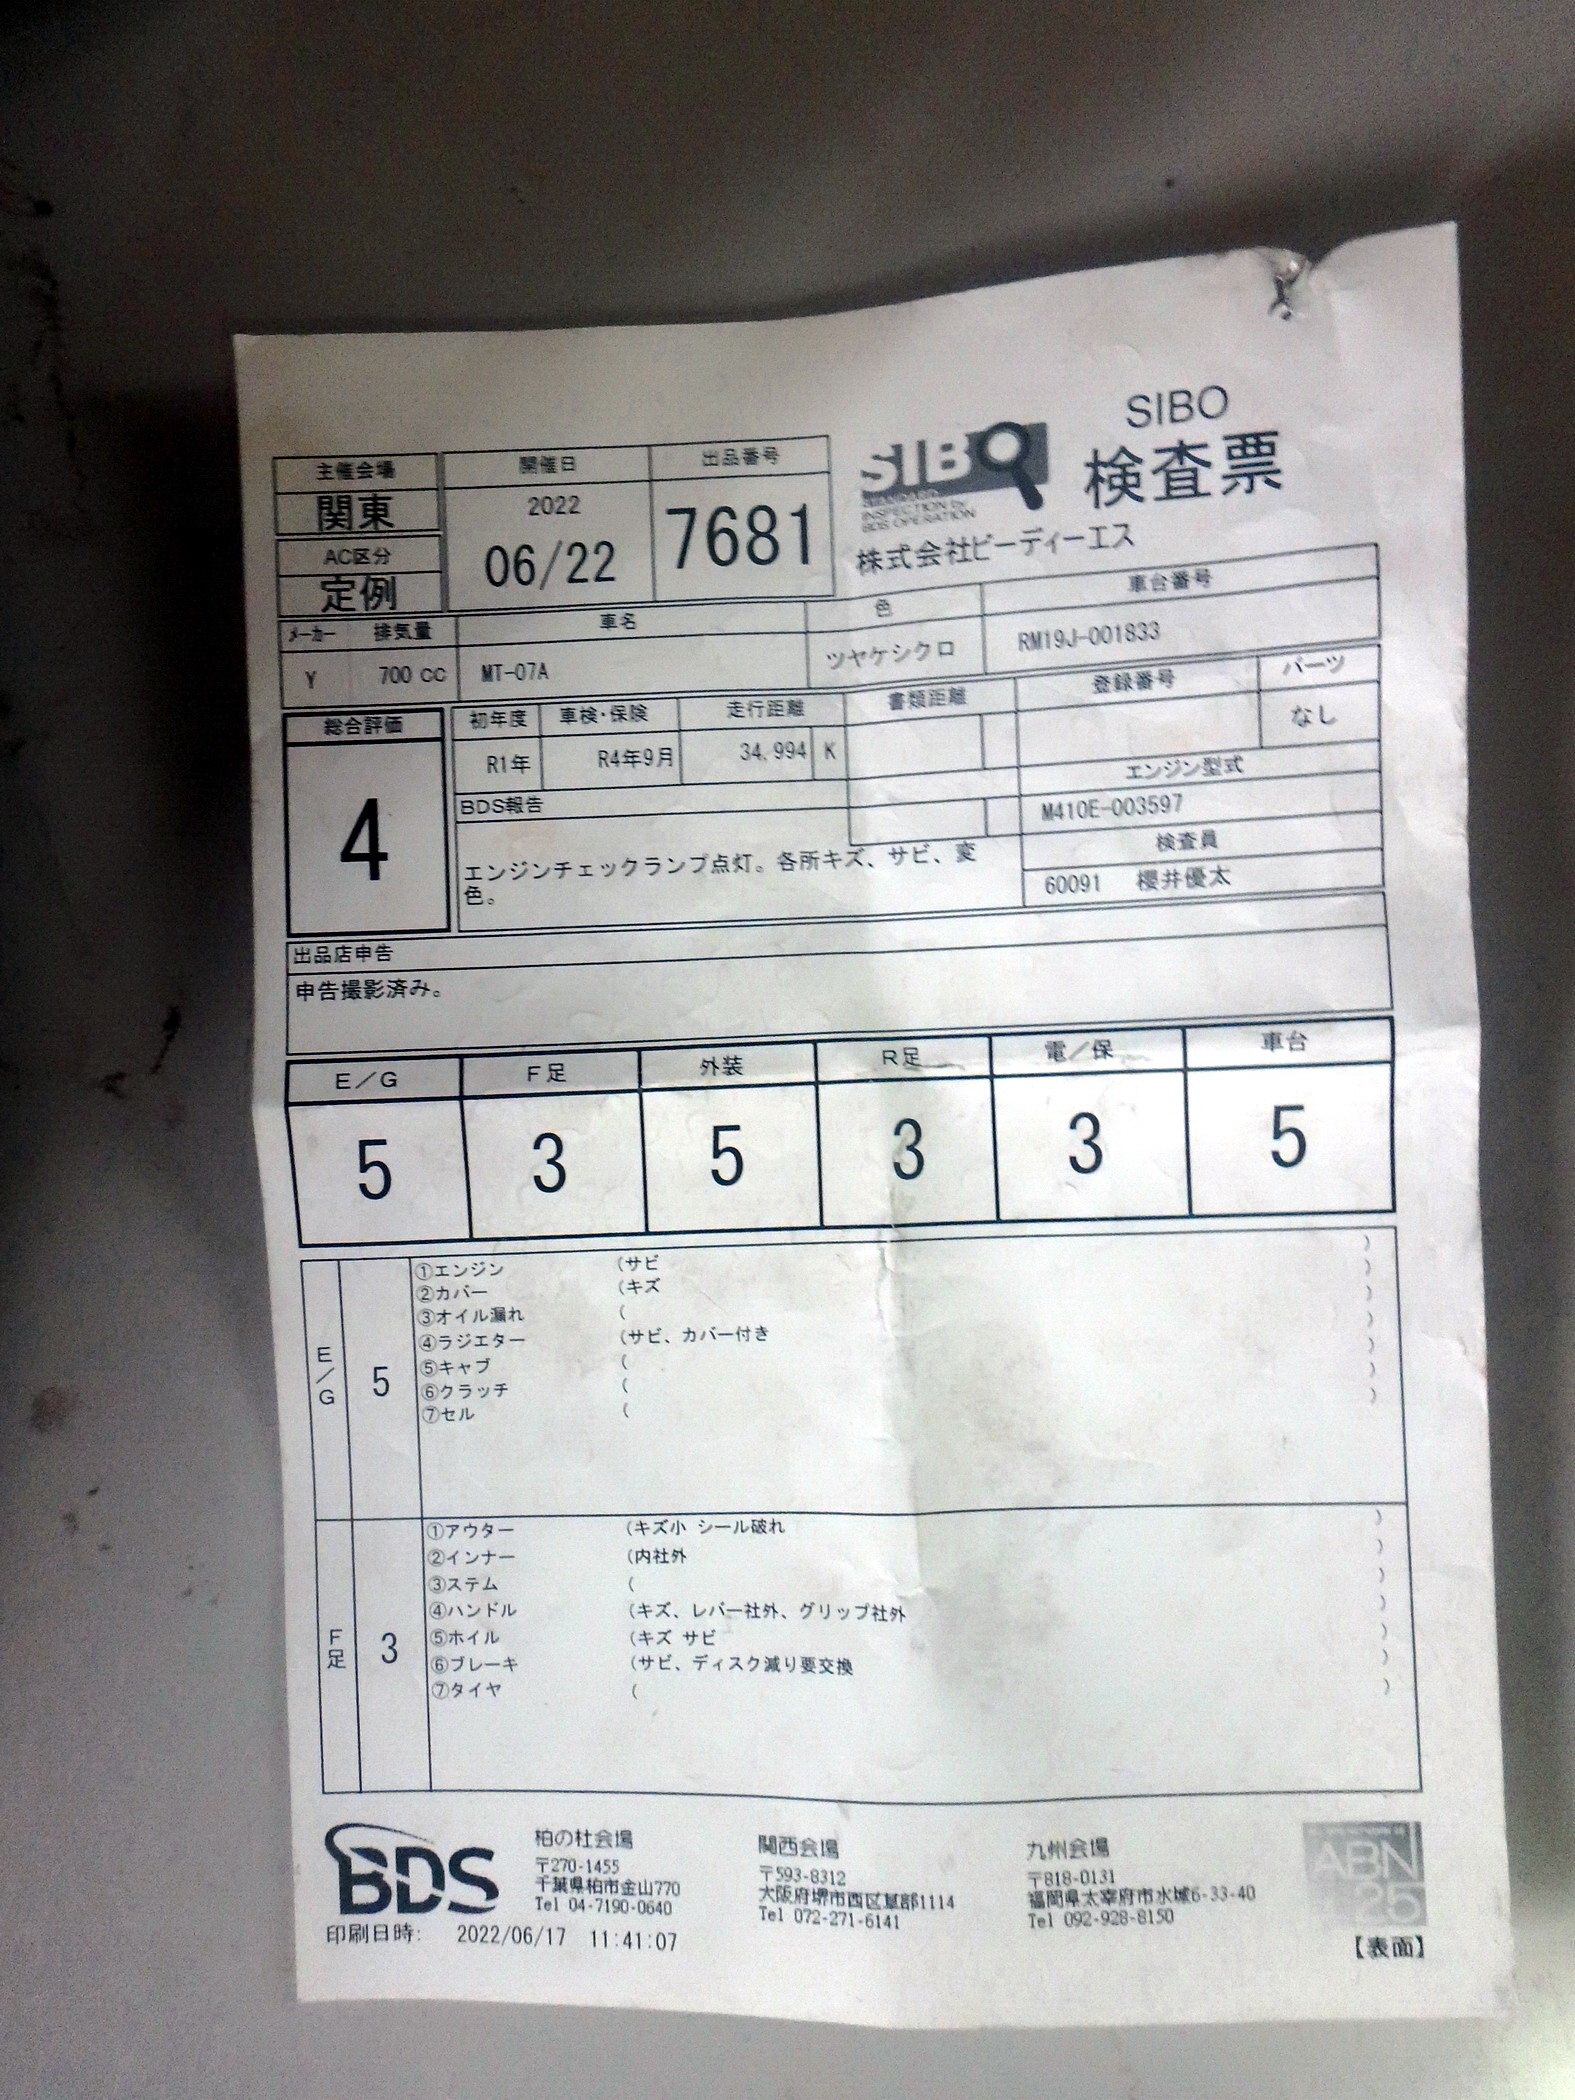 SIBO
検査票
SIBO
STANDARD
INSPECTION by
BDS OPERATION
株式会社ビーディーエス
主催会場 開催日 出品番号
関東 2022 06/22 7681
AC区分
定例
メーカー 排気量 車名 色 車台番号
Y 700 cc MT-07A ツヤケシクロ RM19J-001833
総合評価 初年度 車検・保険 走行距離 書類距離 登録番号 パーツ
4 R1年 R4年9月 34,994 K なし
エンジン型式
BDS報告 M410E-003597
検査員
エンジンチェックランプ点灯。各所キズ、サビ、変
色。
60091 櫻井優太
出品店申告
申告撮影済み。
E/G F足 外装 R足 電/保 車台
5 3 5 3 3 5
E/G 5
①エンジン (サビ )
②カバー (キズ )
③オイル漏れ ( )
④ラジエター (サビ、カバー付き )
⑤キャブ ( )
⑥クラッチ ( )
⑦セル ( )
F足 3
①アウター (キズ小 シール破れ )
②インナー (内社外 )
③ステム ( )
④ハンドル (キズ、レバー社外、グリップ社外 )
⑤ホイル (キズ サビ )
⑥ブレーキ (サビ、ディスク減り要交換 )
⑦タイヤ ( )
BDS
柏の杜会場
〒270-1455
千葉県柏市金山770
Tel 04-7190-0640
関西会場
〒593-8312
大阪府堺市西区草部1114
Tel 072-271-6141
九州会場
〒818-0131
福岡県太宰府市水城6-33-40
Tel 092-928-8150
ABN
25
印刷日時: 2022/06/17 11:41:07
【表面】